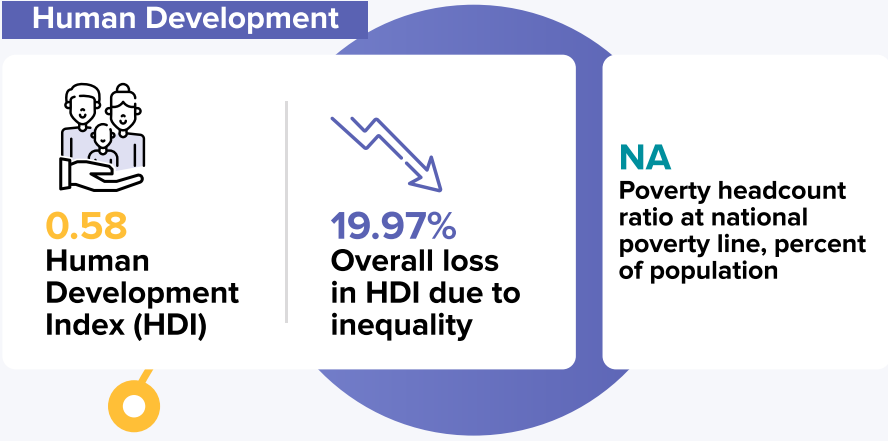 Human Development
0.58
Human
Development
Index (HDI)
19.97%
Overall loss
in HDI due to
inequality
NA
Poverty headcount
ratio at national
poverty line, percent
of population